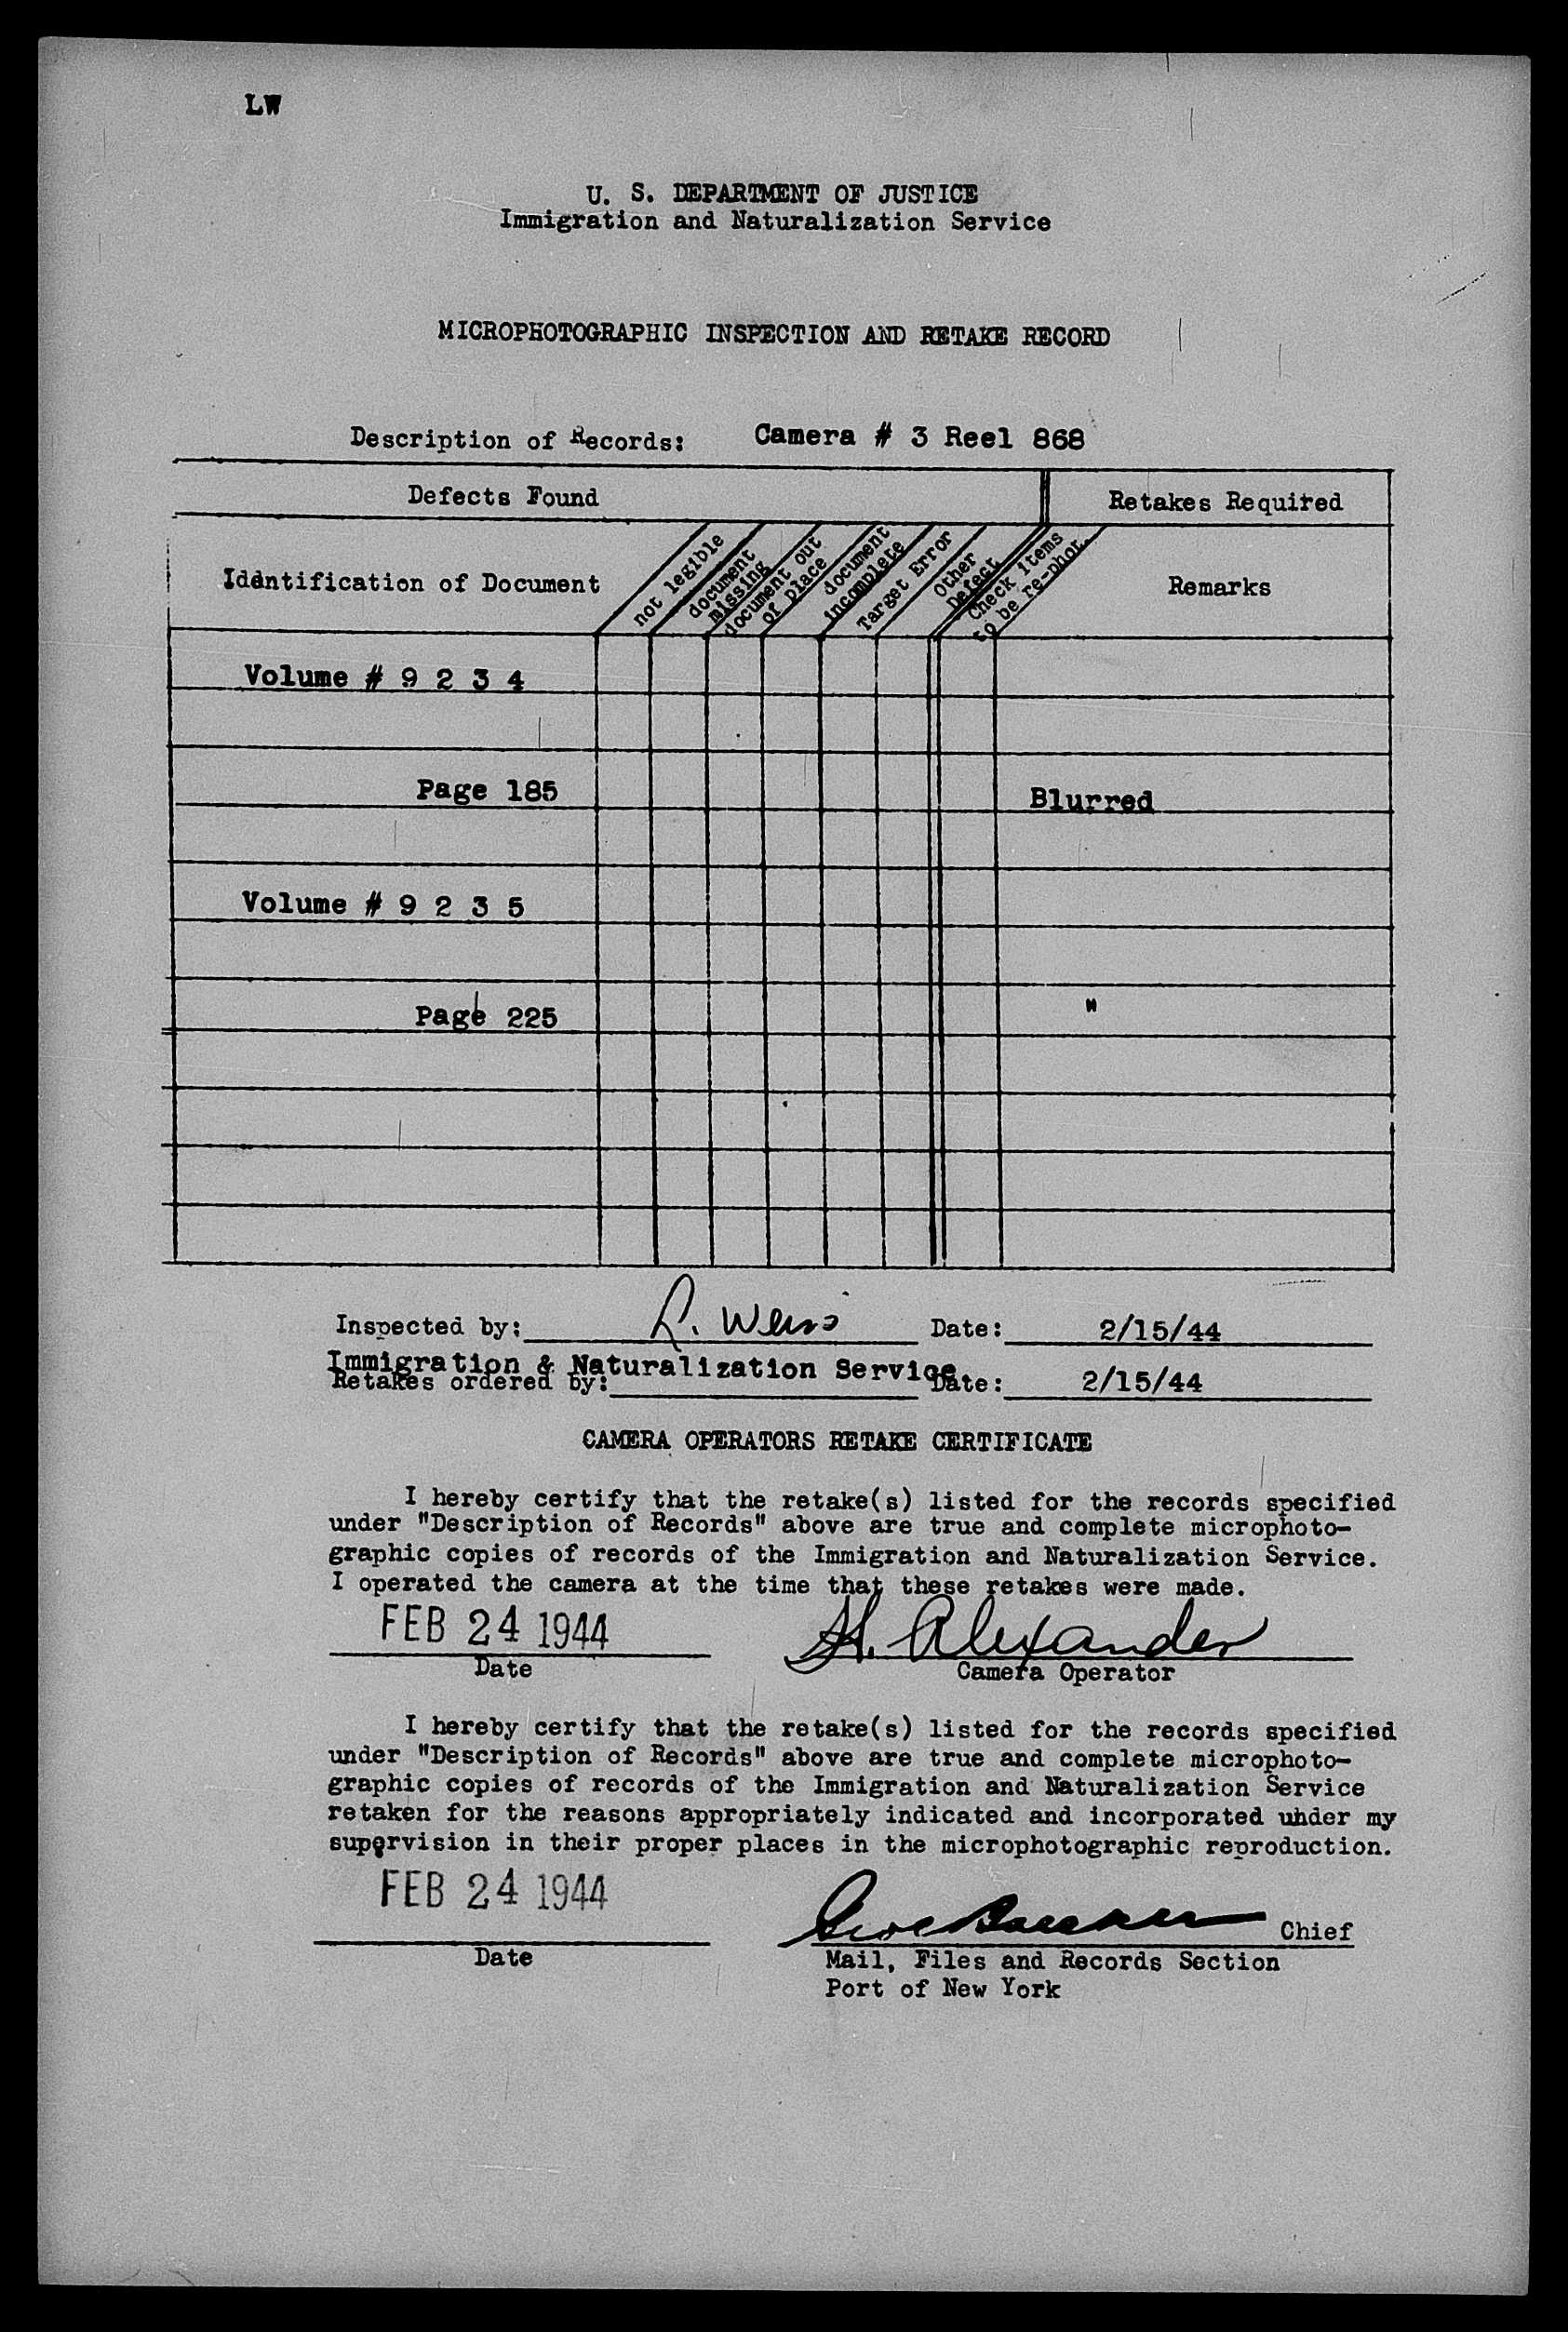 LW
U. S. DEPARTMENT OF JUSTICE
Immigration and Naturalization Service
MICROPHOTOGRAPHIC INSPECTION AND RETAKE RECORD
Description of Records: Camera # 3 Reel 868
Defects Found Retakes Required
Identification of Document
not legible
document missing
document out of place
document incomplete
Target Error
Other Defect
Check items to be re-phot.
Remarks
Volume # 9 2 3 4
Page 185 Blurred
Volume # 9 2 3 5
Page 225 "
Inspected by: L. Weiss Date: 2/15/44
Immigration & Naturalization Service
Retakes ordered by: Date: 2/15/44
CAMERA OPERATORS RETAKE CERTIFICATE
I hereby certify that the retake(s) listed for the records specified
under "Description of Records" above are true and complete microphoto-
graphic copies of records of the Immigration and Naturalization Service.
I operated the camera at the time that these retakes were made.
FEB 24 1944 H. Alexander
Date Camera Operator
I hereby certify that the retake(s) listed for the records specified
under "Description of Records" above are true and complete microphoto-
graphic copies of records of the Immigration and Naturalization Service
retaken for the reasons appropriately indicated and incorporated under my
supervision in their proper places in the microphotographic reproduction.
FEB 24 1944
Chief
Date Mail, Files and Records Section
Port of New York